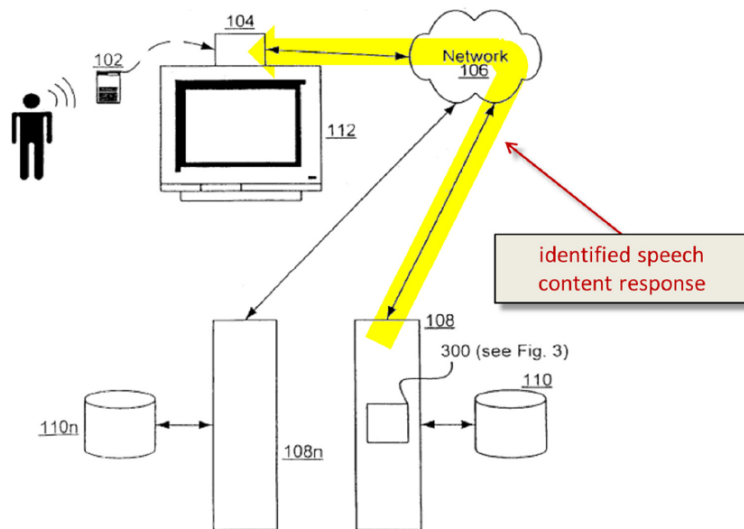 104
102
Network
106
112
identified speech
content response
108
300 (see Fig. 3)
110
110n
108n